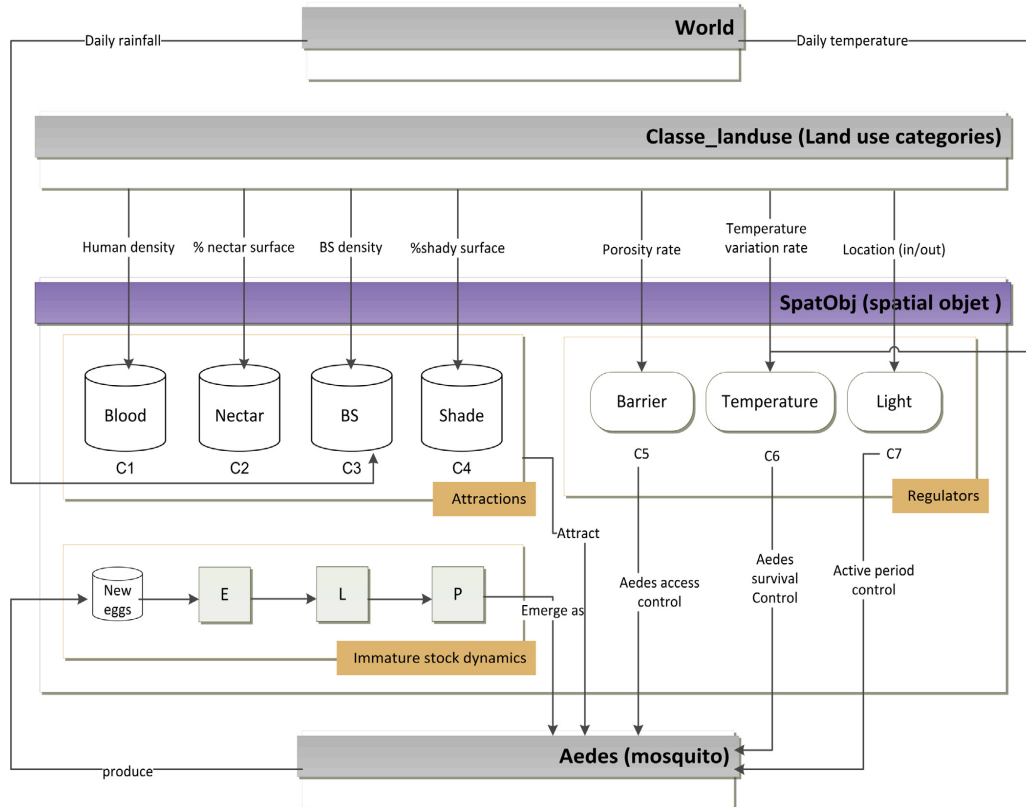 World
Daily rainfall
Daily temperature
Classe_landuse (Land use categories)
Human density
% nectar surface
BS density
%shady surface
Porosity rate
Temperature
variation rate
Location (in/out)
SpatObj (spatial objet )
Blood
Nectar
BS
Shade
Barrier
Temperature
Light
C1
C2
C3
C4
C5
C6
C7
Attractions
Regulators
Attract
New
eggs
E
L
P
Emerge as
Aedes access
control
Aedes
survival
Control
Active period
control
Immature stock dynamics
Aedes (mosquito)
produce